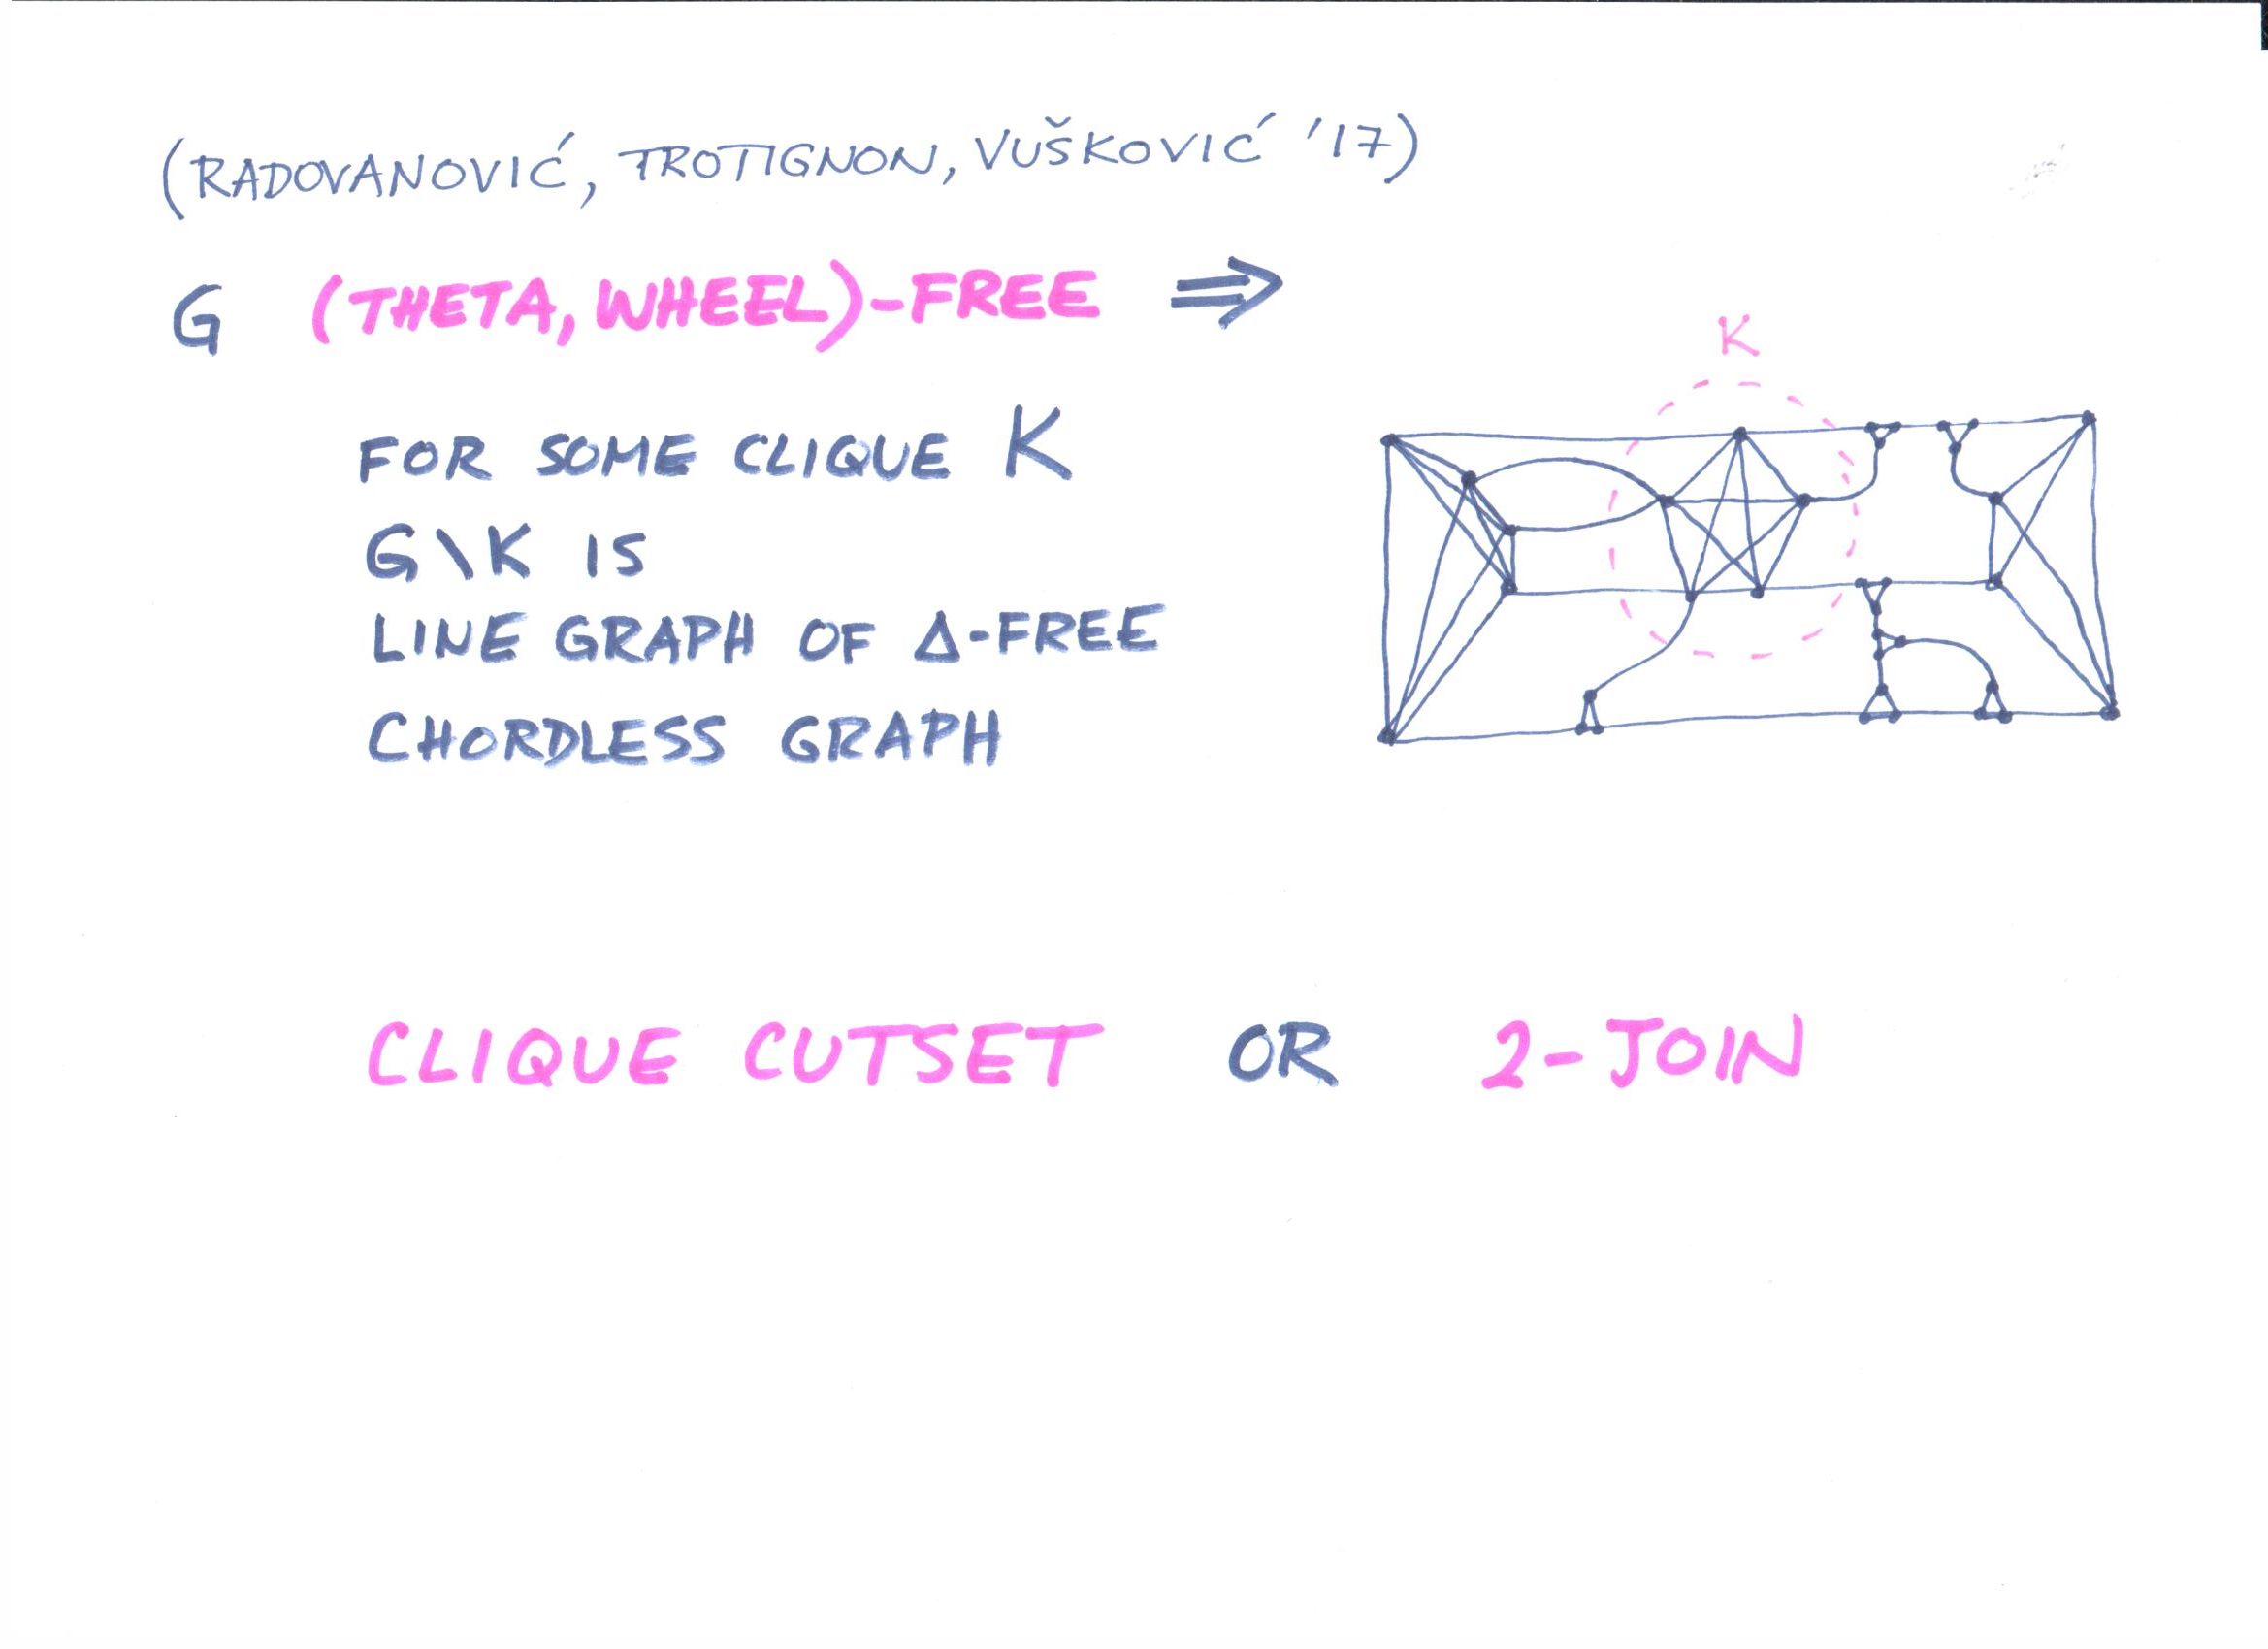 (RADOVANOVIĆ, TROTIGNON, VUŠKOVIĆ '17)
G (THETA, WHEEL)-FREE ⇒
K
FOR SOME CLIQUE K
G\K IS
LINE GRAPH OF Δ-FREE
CHORDLESS GRAPH
CLIQUE CUTSET OR 2-JOIN